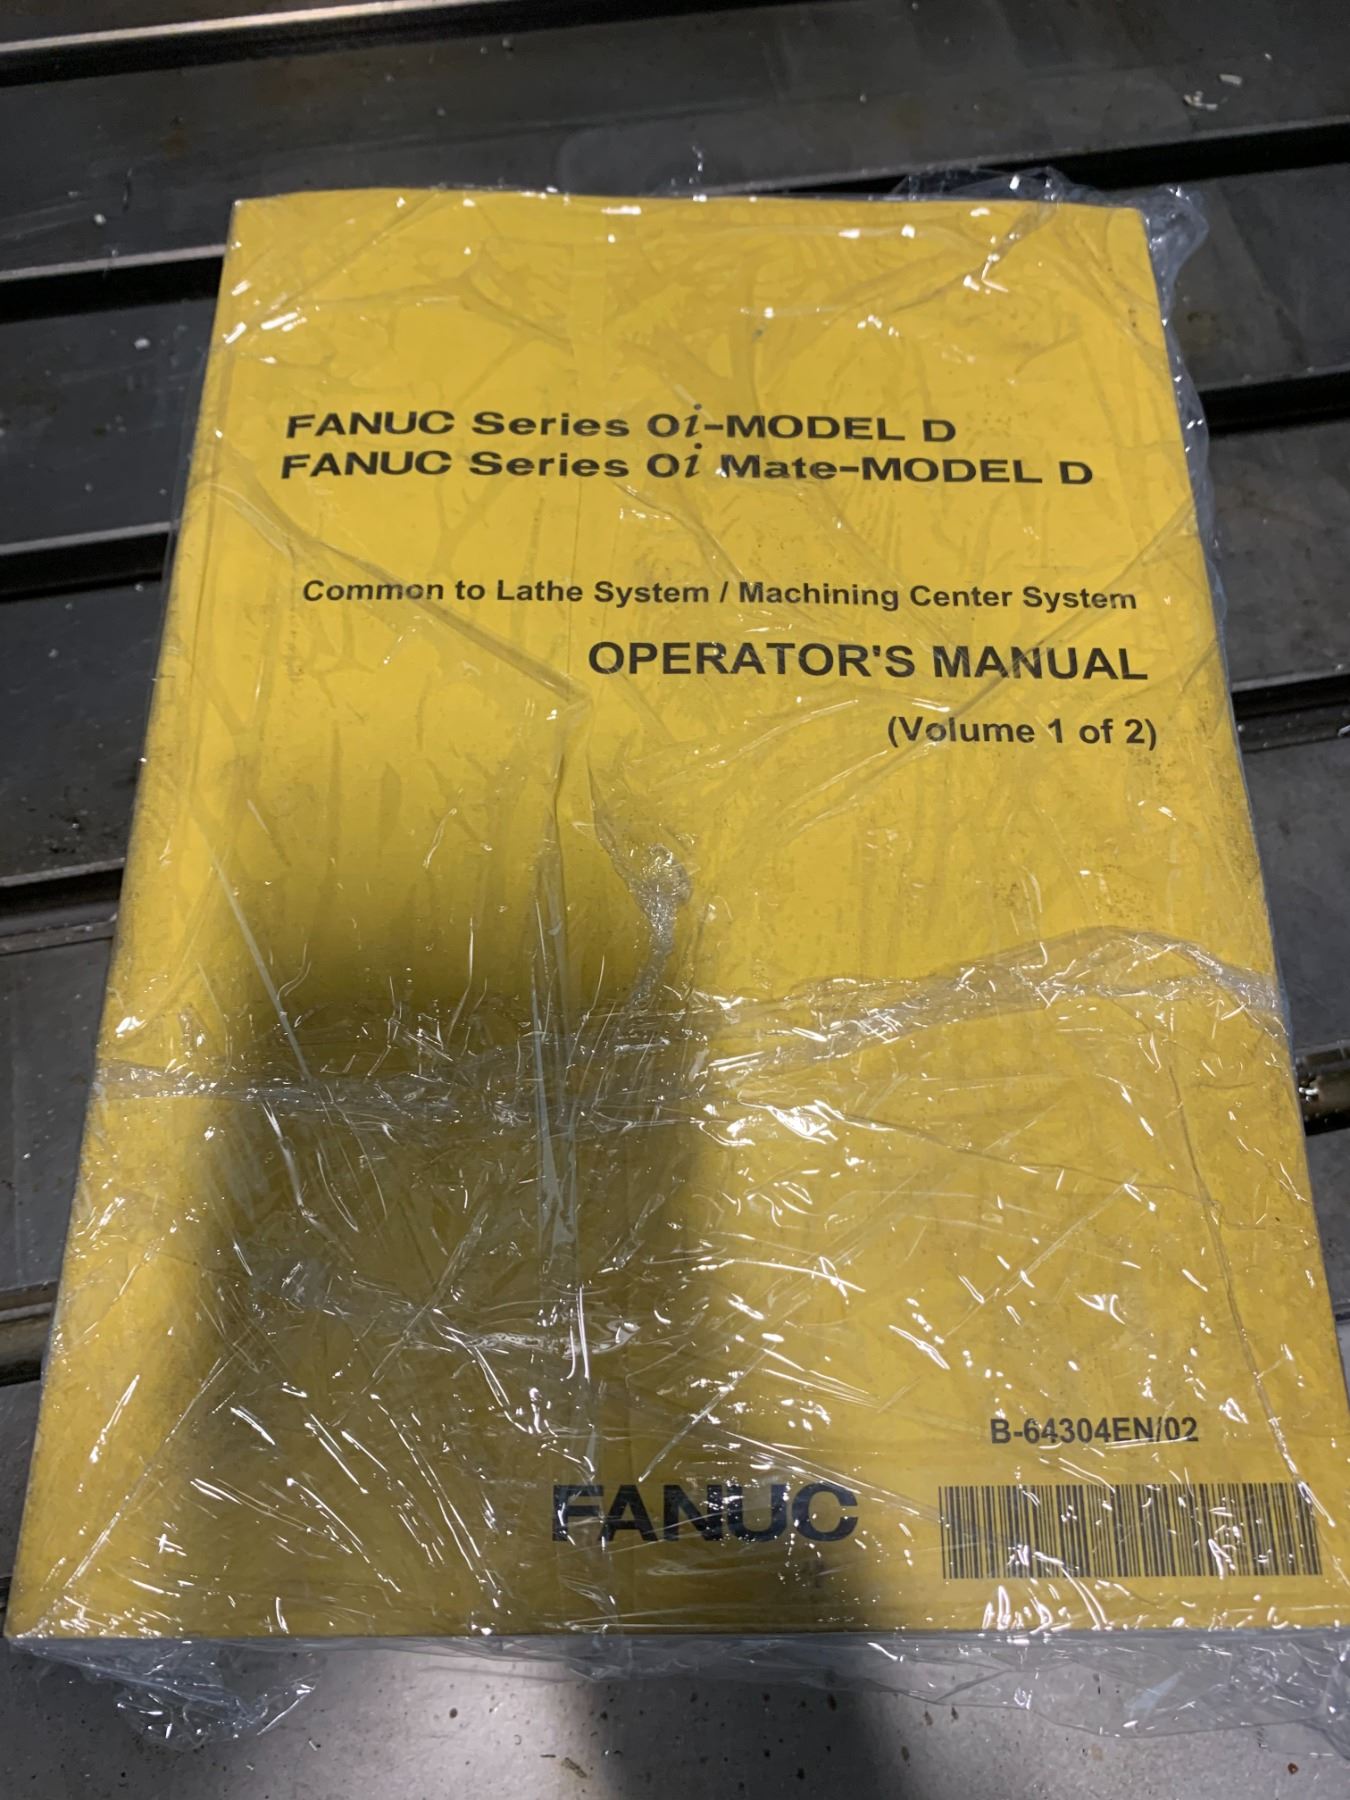 FANUC Series 0i-MODEL D
FANUC Series 0i Mate-MODEL D
Common to Lathe System / Machining Center System
OPERATOR'S MANUAL
(Volume 1 of 2)
B-64304EN/02
FANUC